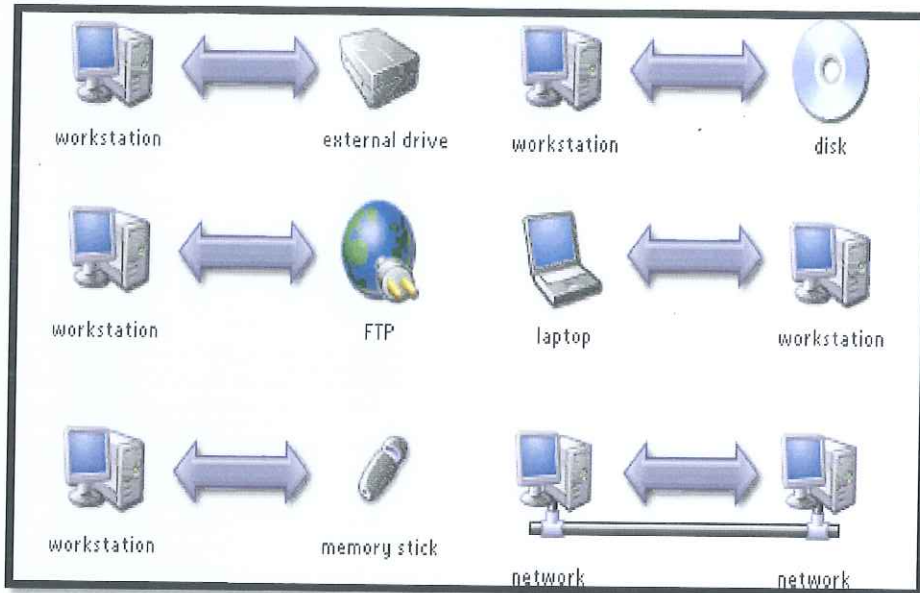 workstation external drive workstation disk
workstation FTP laptop workstation
workstation memory stick
network network